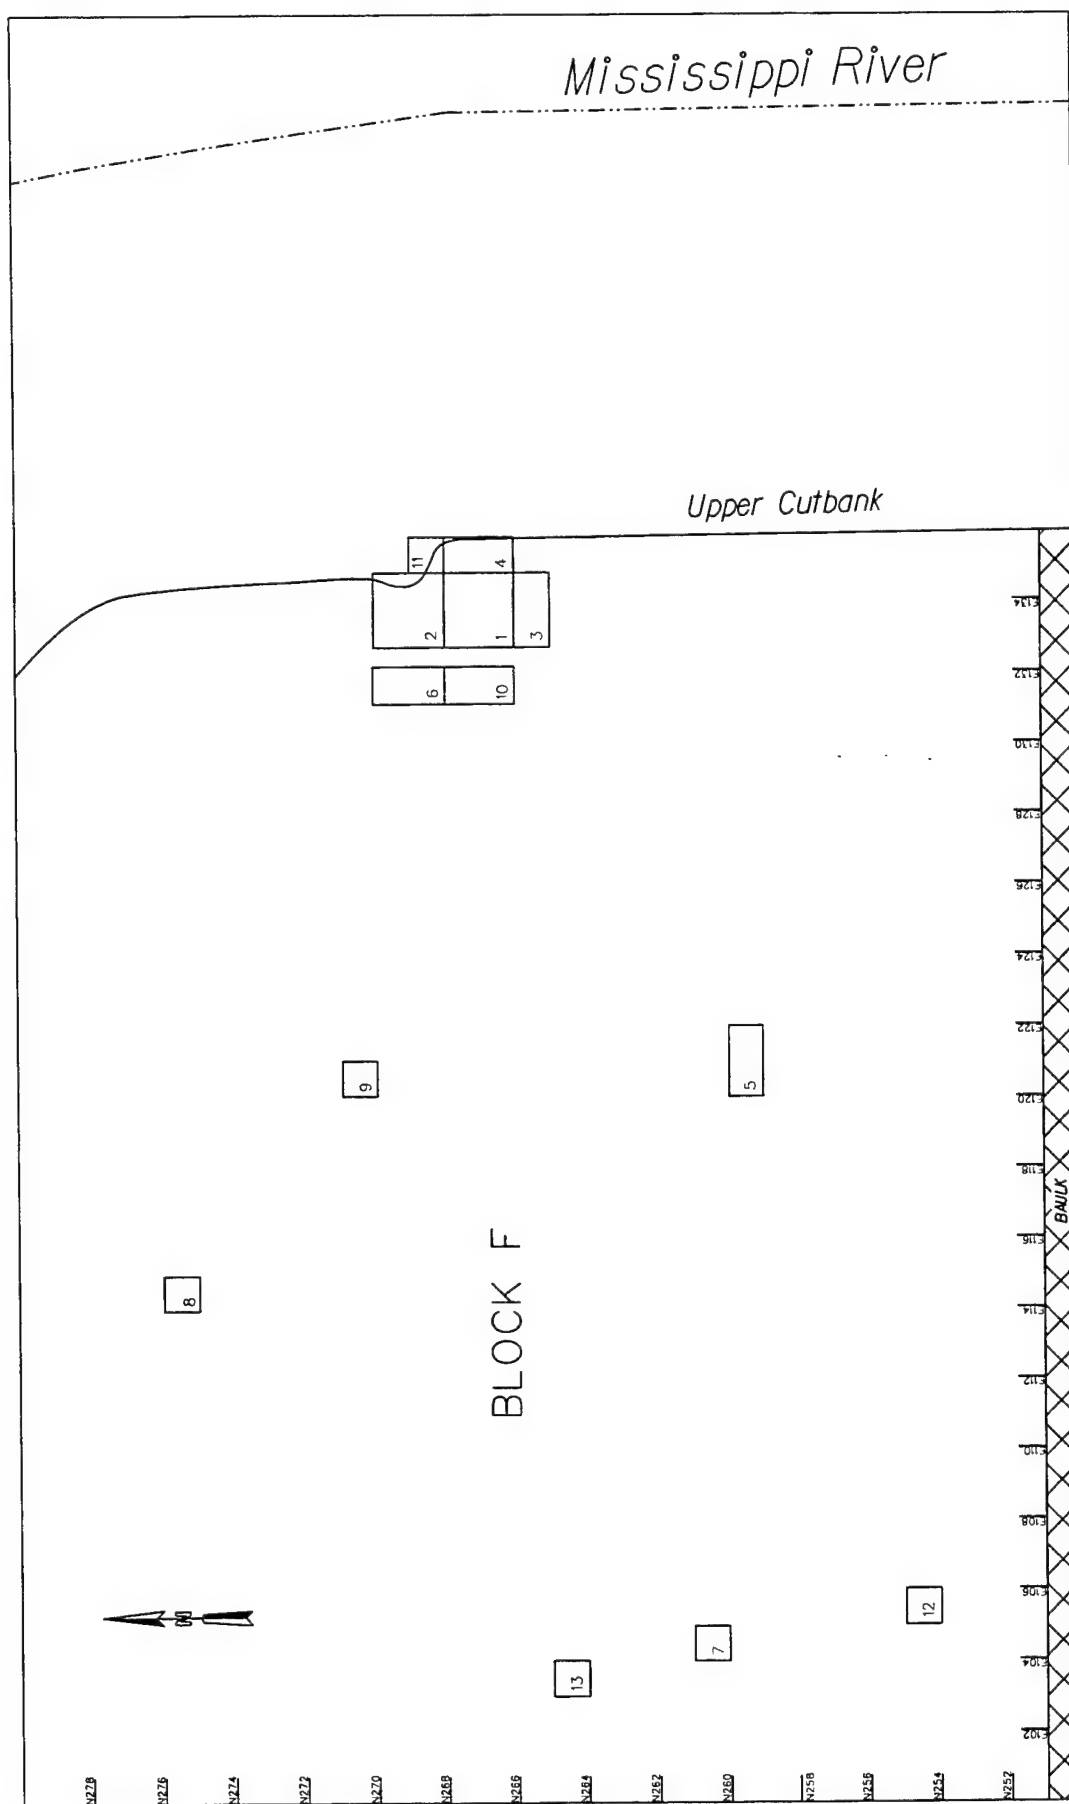 Mississippi River
Upper Cutbank
11
4
2
1
3
6
10
E134
E132
E130
E128
E126
E124
E122
E120
E118
E116
E114
E112
E110
E108
E106
E104
E102
9
5
BAULK
8
BLOCK F
N
12
7
13
N278
N276
N274
N272
N270
N268
N266
N264
N262
N260
N258
N256
N254
N252